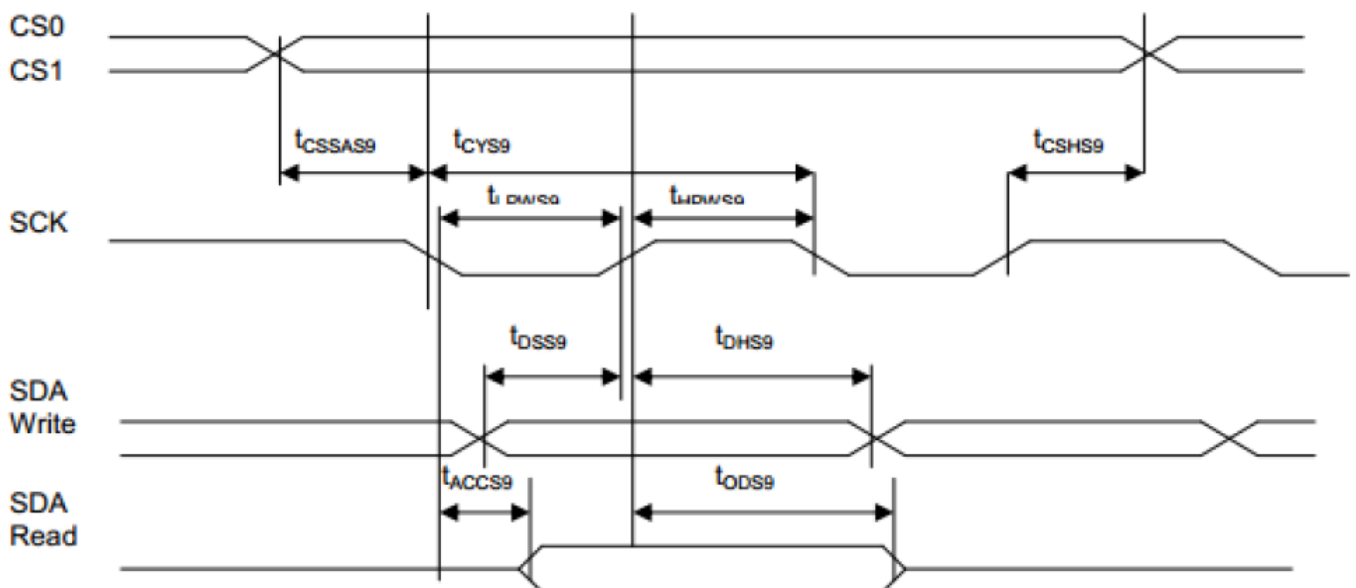 CS0
CS1
tCSSAS9
tCYS9
tCSHS9
tLPWS9
tHPWS9
SCK
tDSS9
tDHS9
SDA
Write
tACCS9
tODS9
SDA
Read